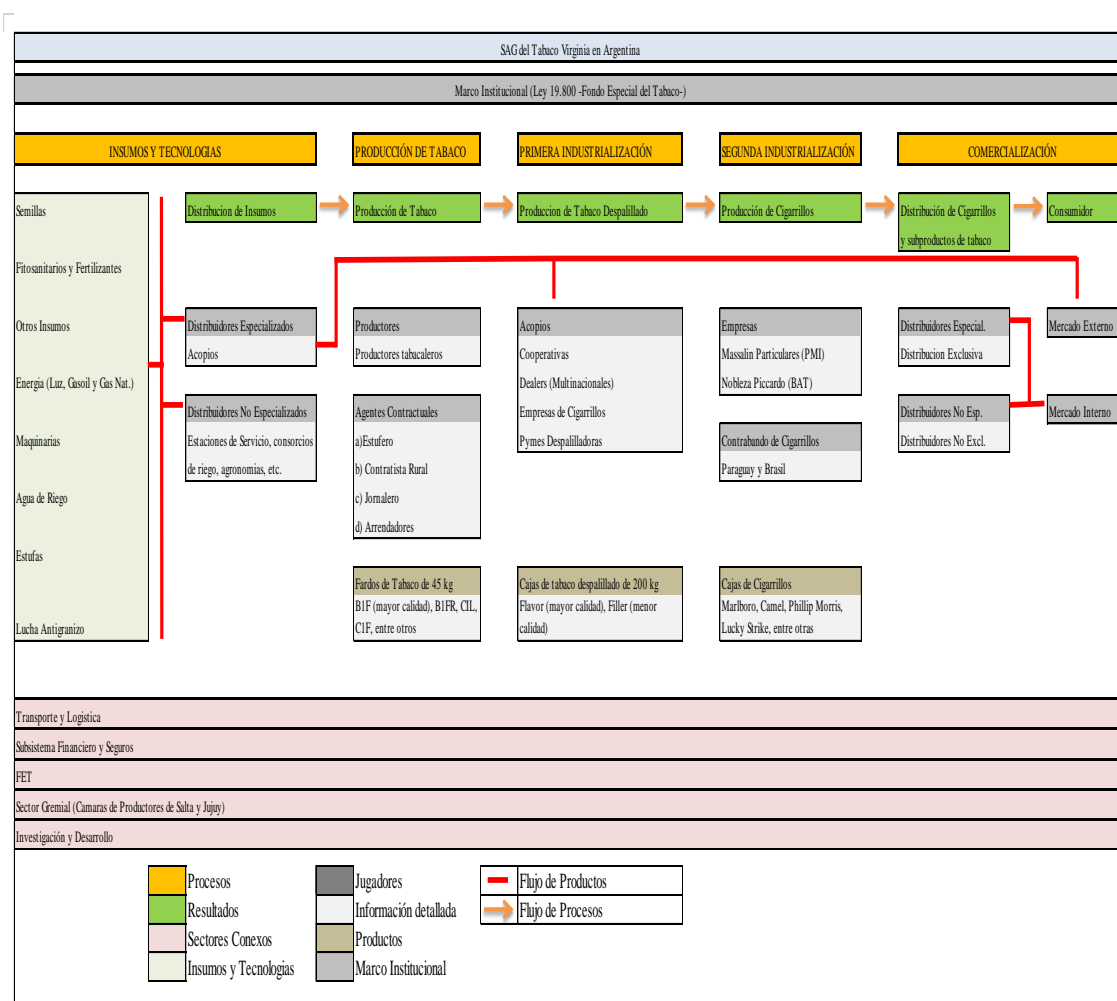 SAG del Tabaco Virginia en Argentina
Marco Institucional (Ley 19.800 -Fondo Especial del Tabaco-)
INSUMOS Y TECNOLOGIAS
PRODUCCIÓN DE TABACO
PRIMERA INDUSTRIALIZACIÓN
SEGUNDA INDUSTRIALIZACIÓN
COMERCIALIZACIÓN
Semillas
Fitosanitarios y Fertilizantes
Otros Insumos
Energia (Luz, Gasoil y Gas Nat.)
Maquinarias
Agua de Riego
Estufas
Lucha Antigranizo
Distribucion de Insumos
Producción de Tabaco
Produccion de Tabaco Despalillado
Producción de Cigarrillos
Distribución de Cigarrillos
y subproductos de tabaco
Consumidor
Distribuidores Especializados
Acopios
Distribuidores No Especializados
Estaciones de Servicio, consorcios
de riego, agronomias, etc.
Productores
Productores tabacaleros
Agentes Contractuales
a)Estufero
b) Contratista Rural
c) Jornalero
d) Arrendadores
Fardos de Tabaco de 45 kg
B1F (mayor calidad), B1FR, C1L,
C1F, entre otros
Acopios
Cooperativas
Dealers (Multinacionales)
Empresas de Cigarrillos
Pymes Despalilladoras
Cajas de tabaco despalillado de 200 kg
Flavor (mayor calidad), Filler (menor
calidad)
Empresas
Massalin Particulares (PMI)
Nobleza Piccardo (BAT)
Contrabando de Cigarrillos
Paraguay y Brasil
Cajas de Cigarrillos
Marlboro, Camel, Phillip Morris,
Lucky Strike, entre otras
Distribuidores Especial.
Distribucion Exclusiva
Distribuidores No Esp.
Distribuidores No Excl.
Mercado Externo
Mercado Interno
Transporte y Logistica
Subsistema Financiero y Seguros
FET
Sector Gremial (Camaras de Productores de Salta y Jujuy)
Investigación y Desarrollo
Procesos
Resultados
Sectores Conexos
Insumos y Tecnologias
Jugadores
Información detallada
Productos
Marco Institucional
Flujo de Productos
Flujo de Procesos